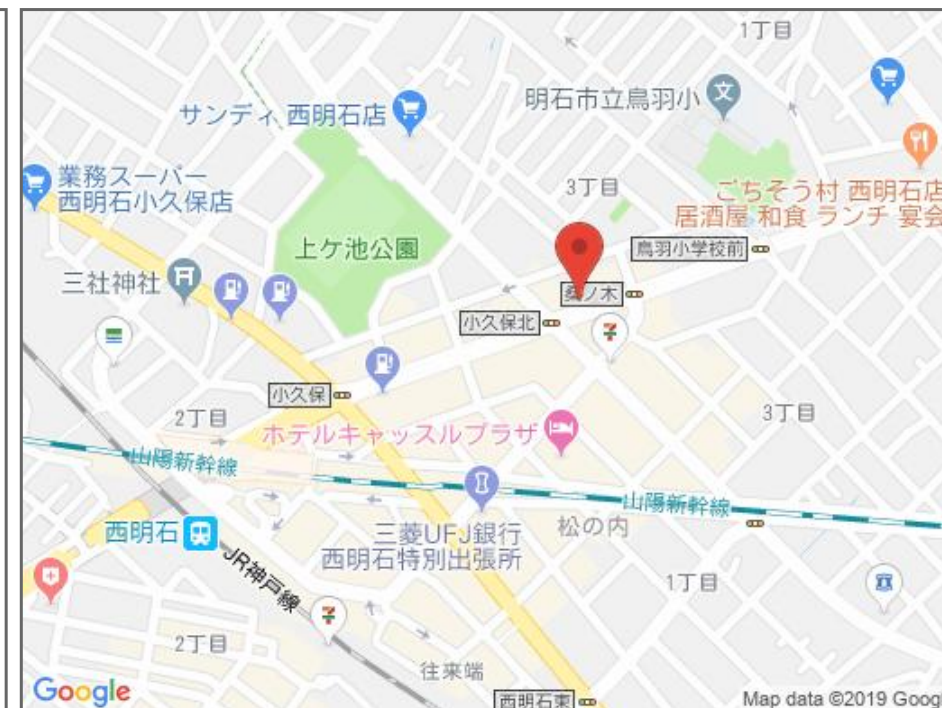 1丁目
明石市立鳥羽小
文
サンディ 西明石店
3丁目
業務スーパー
西明石小久保店
ごちそう村 西明石店
居酒屋 和食 ランチ 宴会
上ケ池公園
鳥羽小学校前
三社神社
桑ノ木
小久保北
7
小久保
2丁目
3丁目
ホテルキャッスルプラザ
山陽新幹線
山陽新幹線
西明石
三菱UFJ銀行
西明石特別出張所
松の内
JR神戸線
1丁目
7
2丁目
往来端
西明石東
Google
Map data ©2019 Goog